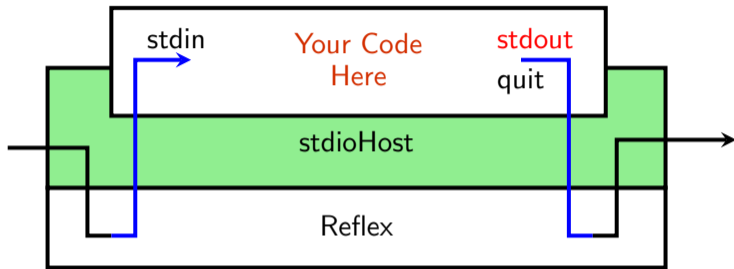 stdin
Your Code
Here
stdout
quit
stdioHost
Reflex